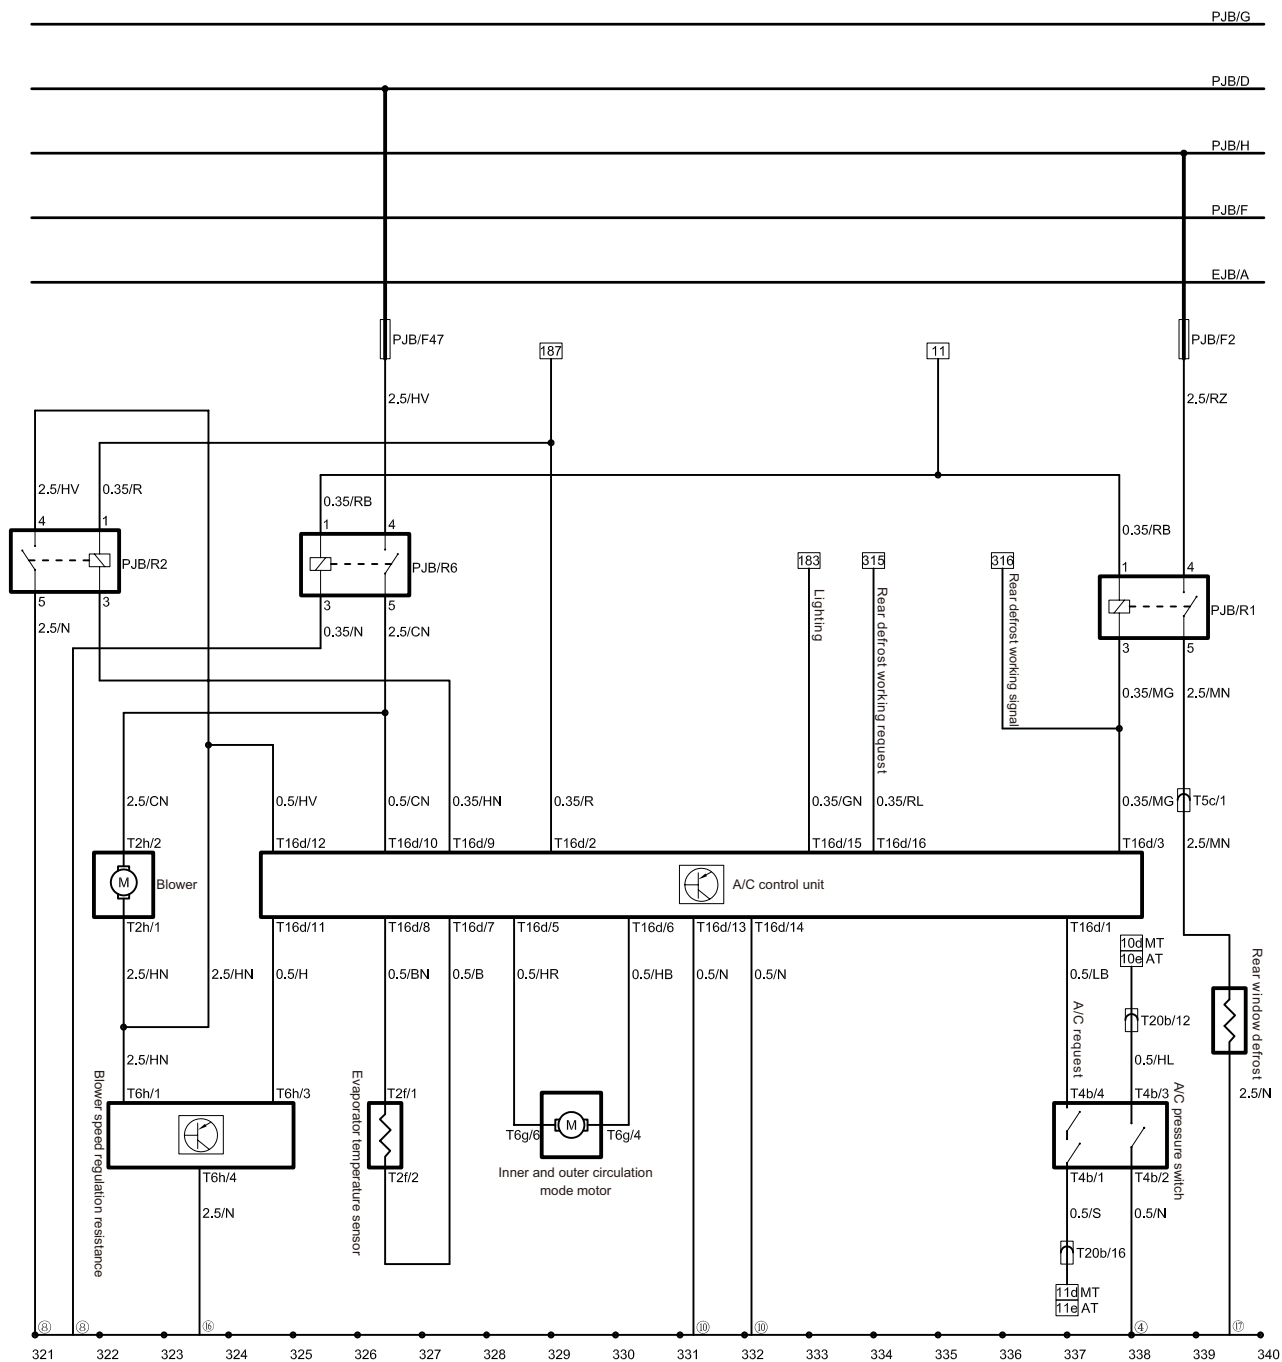 PJB/G
PJB/D
PJB/H
PJB/F
EJB/A
PJB/F47
187
11
PJB/F2
2.5/HV
2.5/RZ
2.5/HV
0.35/R
0.35/RB
0.35/RB
4
1
PJB/R2
5
3
1
4
PJB/R6
3
5
183
315
316
1
4
PJB/R1
3
5
2.5/N
0.35/N
2.5/CN
Lighting
Rear defrost working request
Rear defrost working signal
0.35/MG
2.5/MN
2.5/CN
0.5/HV
0.5/CN
0.35/HN
0.35/R
0.35/GN
0.35/RL
0.35/MG
T5c/1
T2h/2
T16d/12
T16d/10
T16d/9
T16d/2
T16d/15
T16d/16
T16d/3
2.5/MN
M
Blower
A/C control unit
T2h/1
T16d/11
T16d/8
T16d/7
T16d/5
T16d/6
T16d/13
T16d/14
T16d/1
10d MT
10e AT
2.5/HN
2.5/HN
0.5/H
0.5/BN
0.5/B
0.5/HR
0.5/HB
0.5/N
0.5/N
0.5/LB
A/C request
T20b/12
Rear window defrost
2.5/HN
0.5/HL
T6h/1
T6h/3
T2f/1
T4b/4
T4b/3
2.5/N
Blower speed regulation resistance
Evaporator temperature sensor
T6g/6
M
T6g/4
A/C pressure switch
T6h/4
T2f/2
Inner and outer circulation
mode motor
T4b/1
T4b/2
2.5/N
0.5/S
0.5/N
T20b/16
11d MT
11e AT
⑧
⑧
⑯
⑩
⑩
④
⑰
321 322 323 324 325 326 327 328 329 330 331 332 333 334 335 336 337 338 339 340